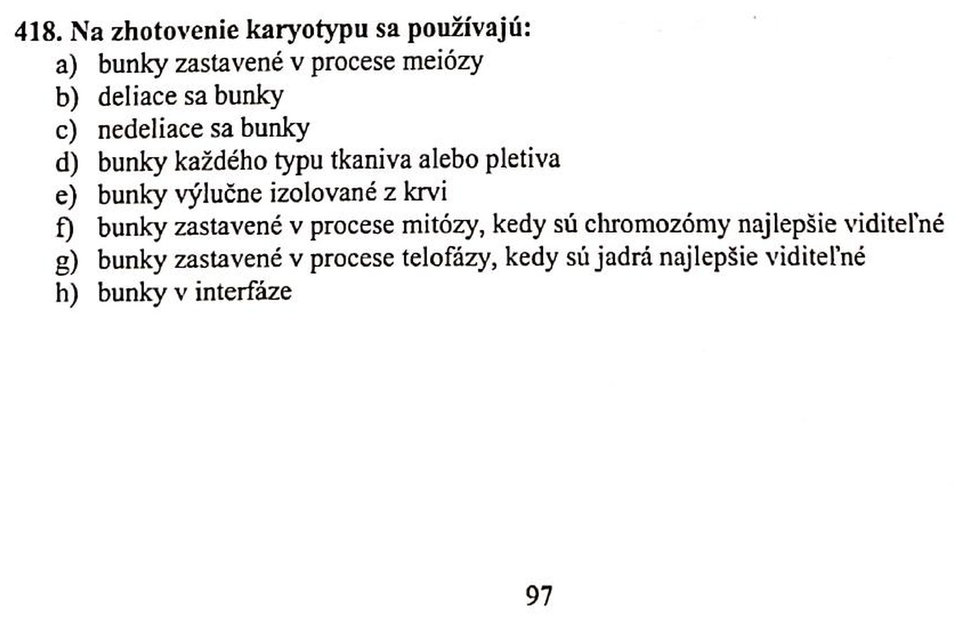 418. Na zhotovenie karyotypu sa používajú:
a) bunky zastavené v procese meiózy
b) deliace sa bunky
c) nedeliace sa bunky
d) bunky každého typu tkaniva alebo pletiva
e) bunky výlučne izolované z krvi
f) bunky zastavené v procese mitózy, kedy sú chromozómy najlepšie viditeľné
g) bunky zastavené v procese telofázy, kedy sú jadrá najlepšie viditeľné
h) bunky v interfáze
97